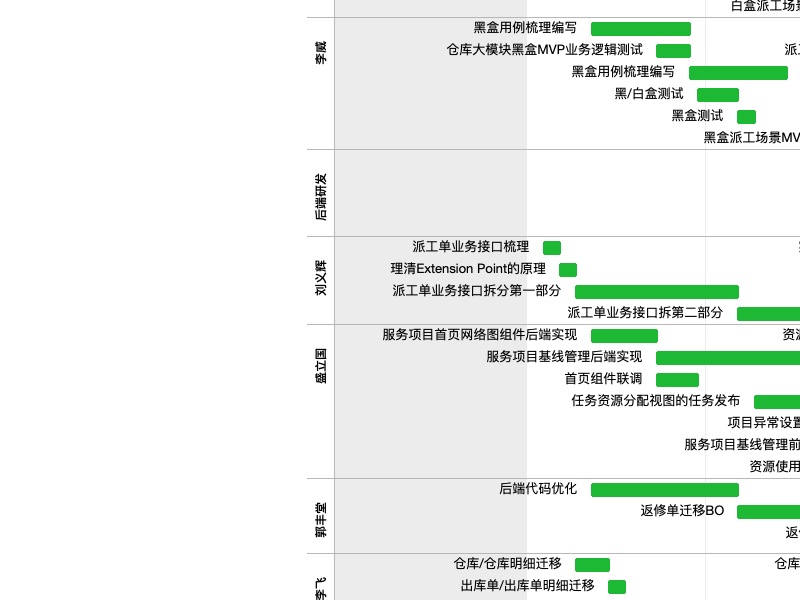 白盒派工场景
李威
黑盒用例梳理编写
仓库大模块黑盒MVP业务逻辑测试
派工
黑盒用例梳理编写
黑/白盒测试
黑盒测试
黑盒派工场景MV
后端研发
刘义辉
派工单业务接口梳理
理清Extension Point的原理
派工单业务接口拆分第一部分
派工单业务接口拆第二部分
盛立国
服务项目首页网络图组件后端实现
资源
服务项目基线管理后端实现
首页组件联调
任务资源分配视图的任务发布
项目异常设置
服务项目基线管理前
资源使用
郭丰堂
后端代码优化
返修单迁移BO
返修
李飞
仓库/仓库明细迁移
仓库
出库单/出库单明细迁移